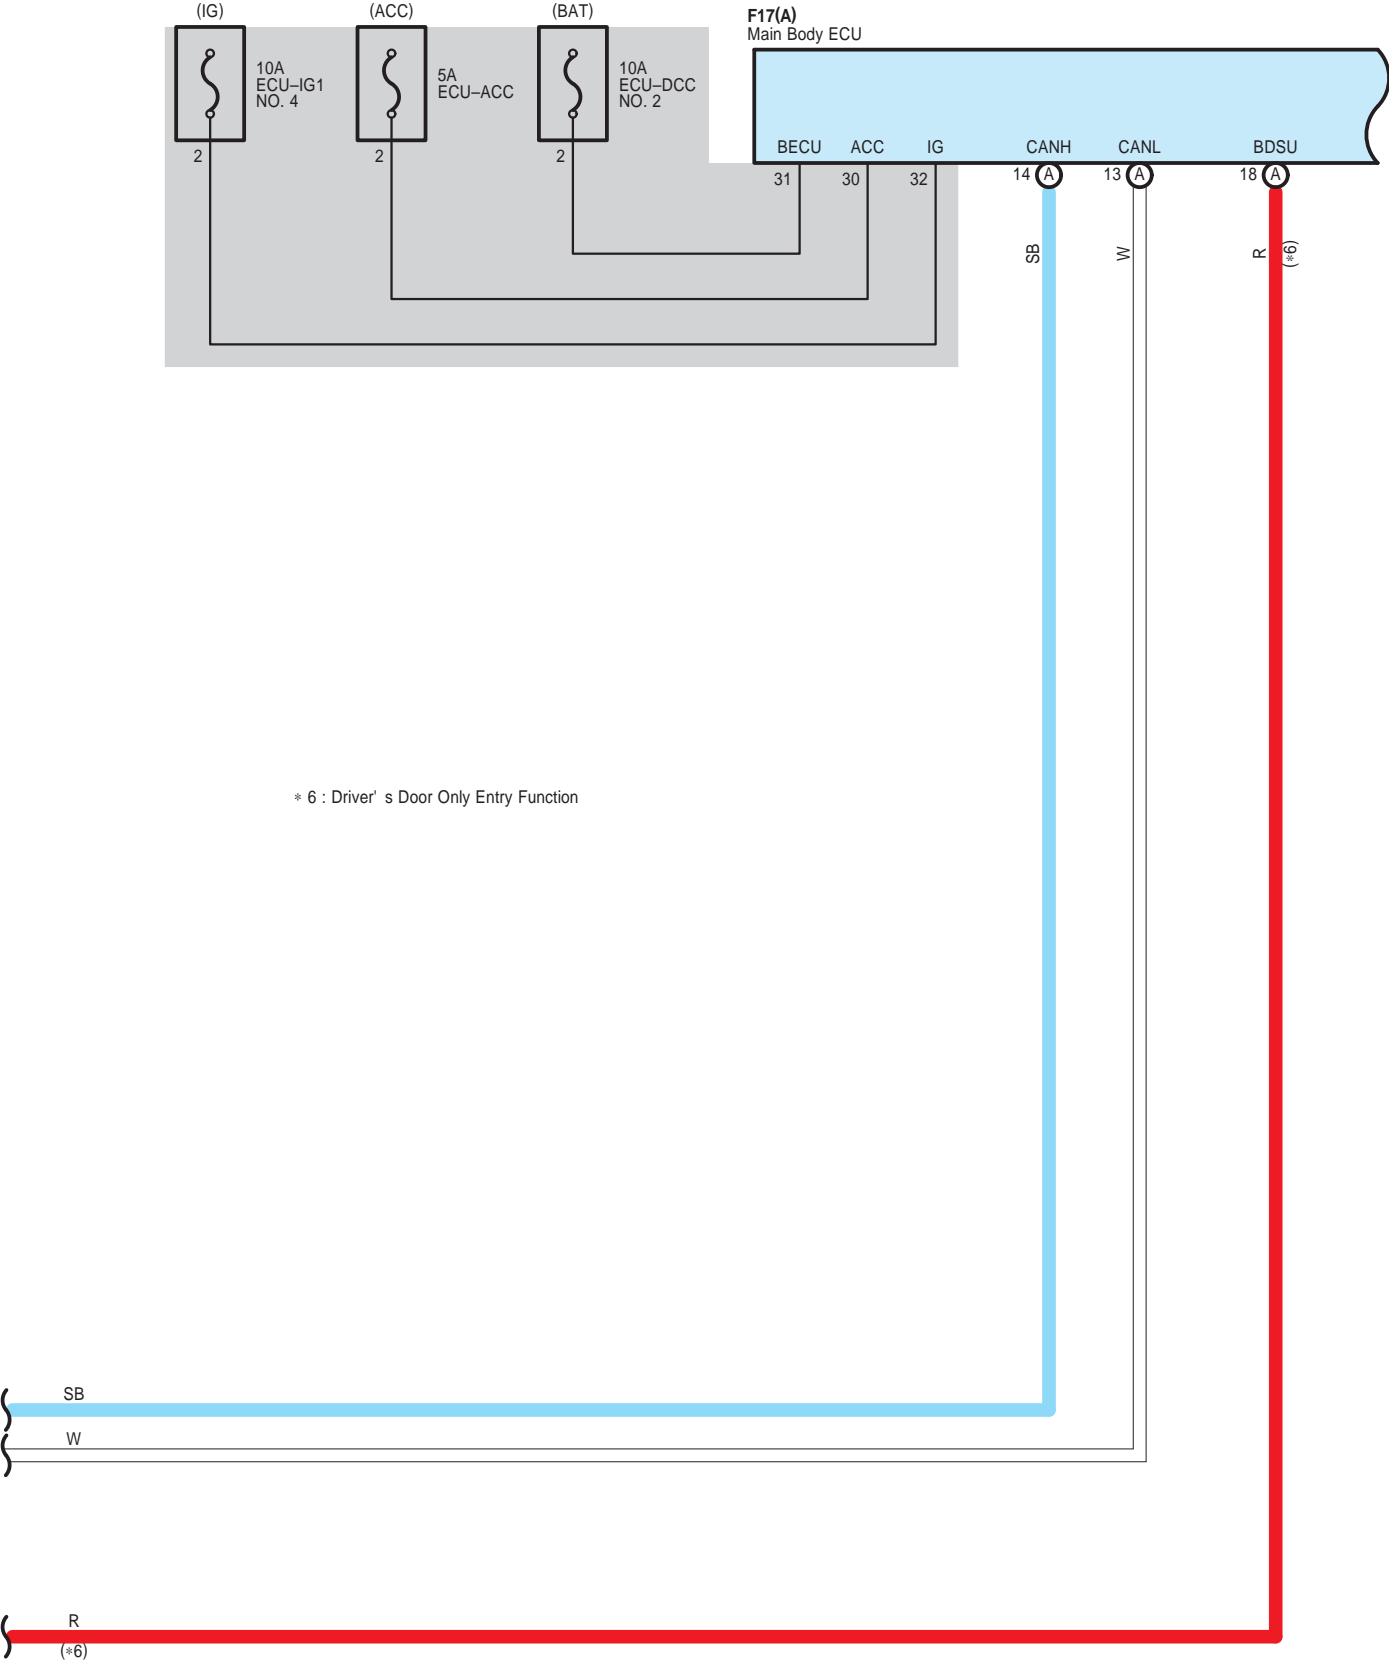 (IG)
(ACC)
(BAT)
F17(A)
Main Body ECU
10A
ECU–IG1
NO. 4
5A
ECU–ACC
10A
ECU–DCC
NO. 2
2
2
2
BECU
ACC
IG
CANH
CANL
BDSU
31
30
32
14 A
13 A
18 A
SB
W
R
(∗6)
∗ 6 : Driver' s Door Only Entry Function
SB
W
R
(∗6)